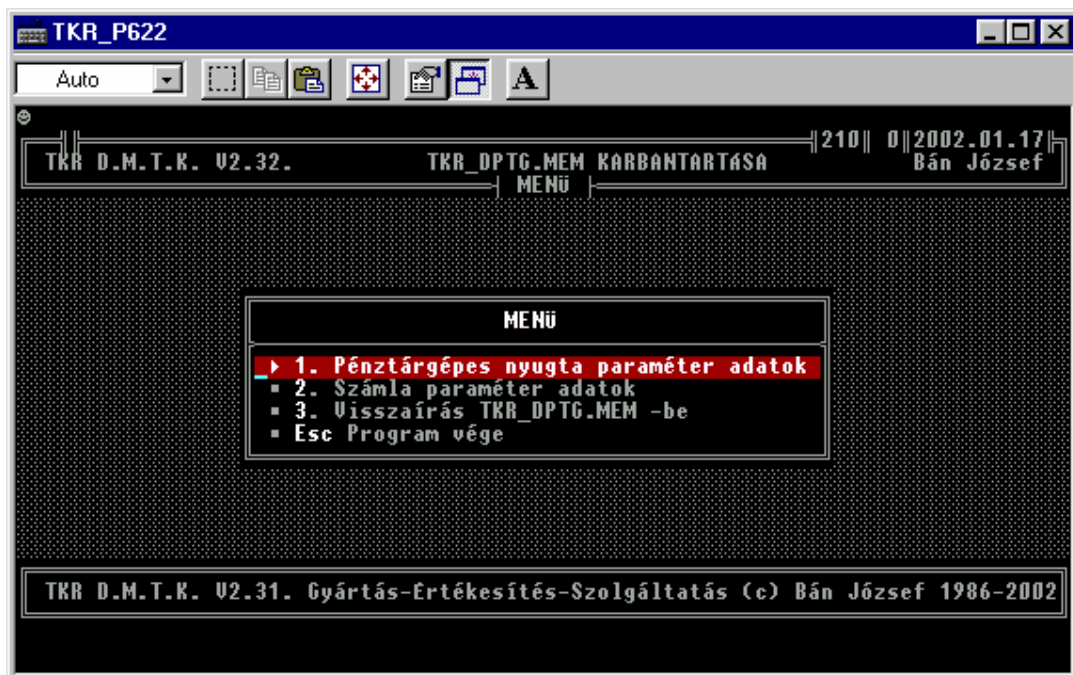 TKR_P622
Auto
A
210 0 2002.01.17
TKR D.M.T.K. V2.32. TKR_DPTG.MEM KARBANTARTáSA Bán József
MENü
MENü
1. Pénztárgépes nyugta paraméter adatok
2. Számla paraméter adatok
3. Visszaírás TKR_DPTG.MEM -be
Esc Program vége
TKR D.M.T.K. V2.31. Gyártás-Értékesítés-Szolgáltatás (c) Bán József 1986-2002